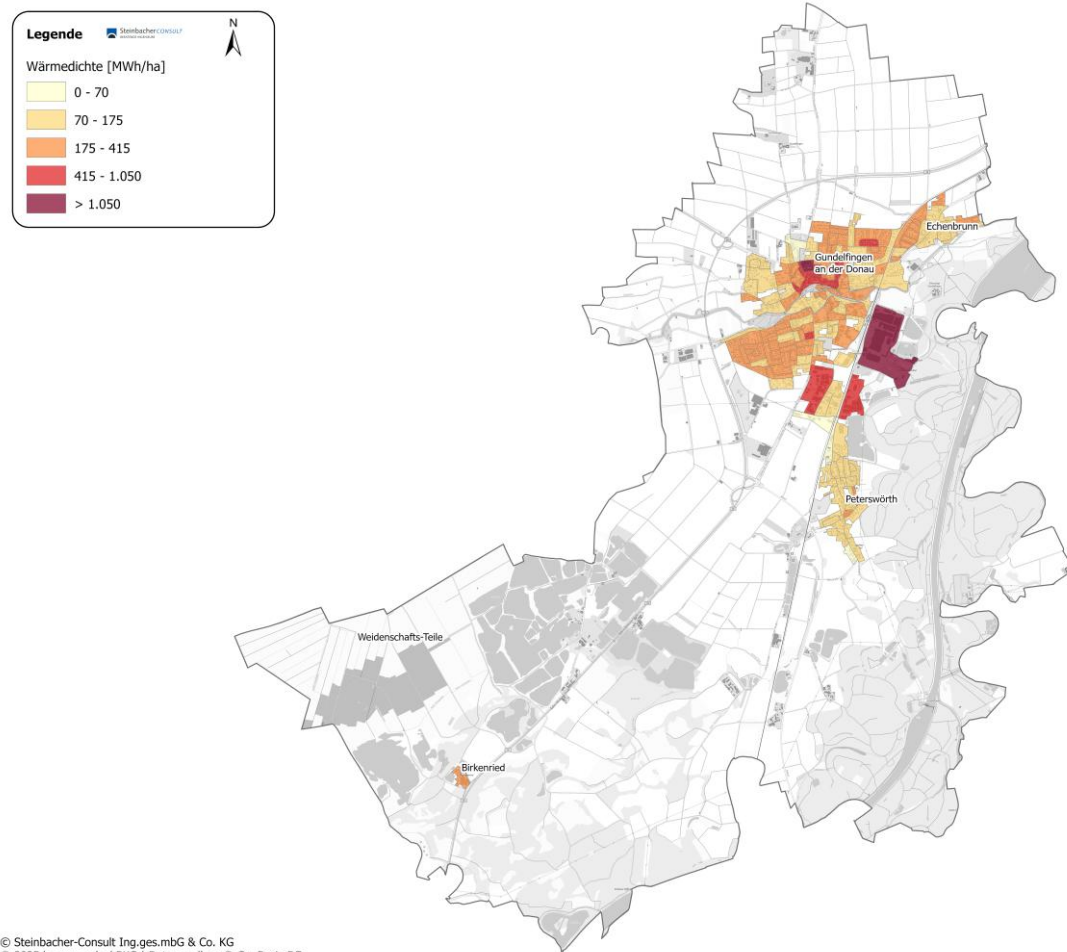 Legende
SteinbacherCONSULT
N
Wärmedichte [MWh/ha]
0 - 70
70 - 175
175 - 415
415 - 1.050
> 1.050
Echenbrunn
Gundelfingen
an der Donau
Peterswörth
Weidenschafts-Teile
Birkenried
© Steinbacher-Consult Ing.ges.mbG & Co. KG